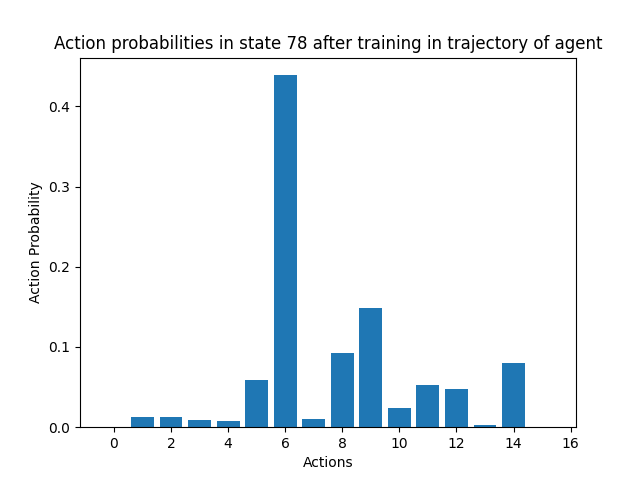 Action probabilities in state 78 after training in trajectory of agent
0.4
0.3
0.2
0.1
0.0
Action Probability
0 2 4 6 8 10 12 14 16
Actions